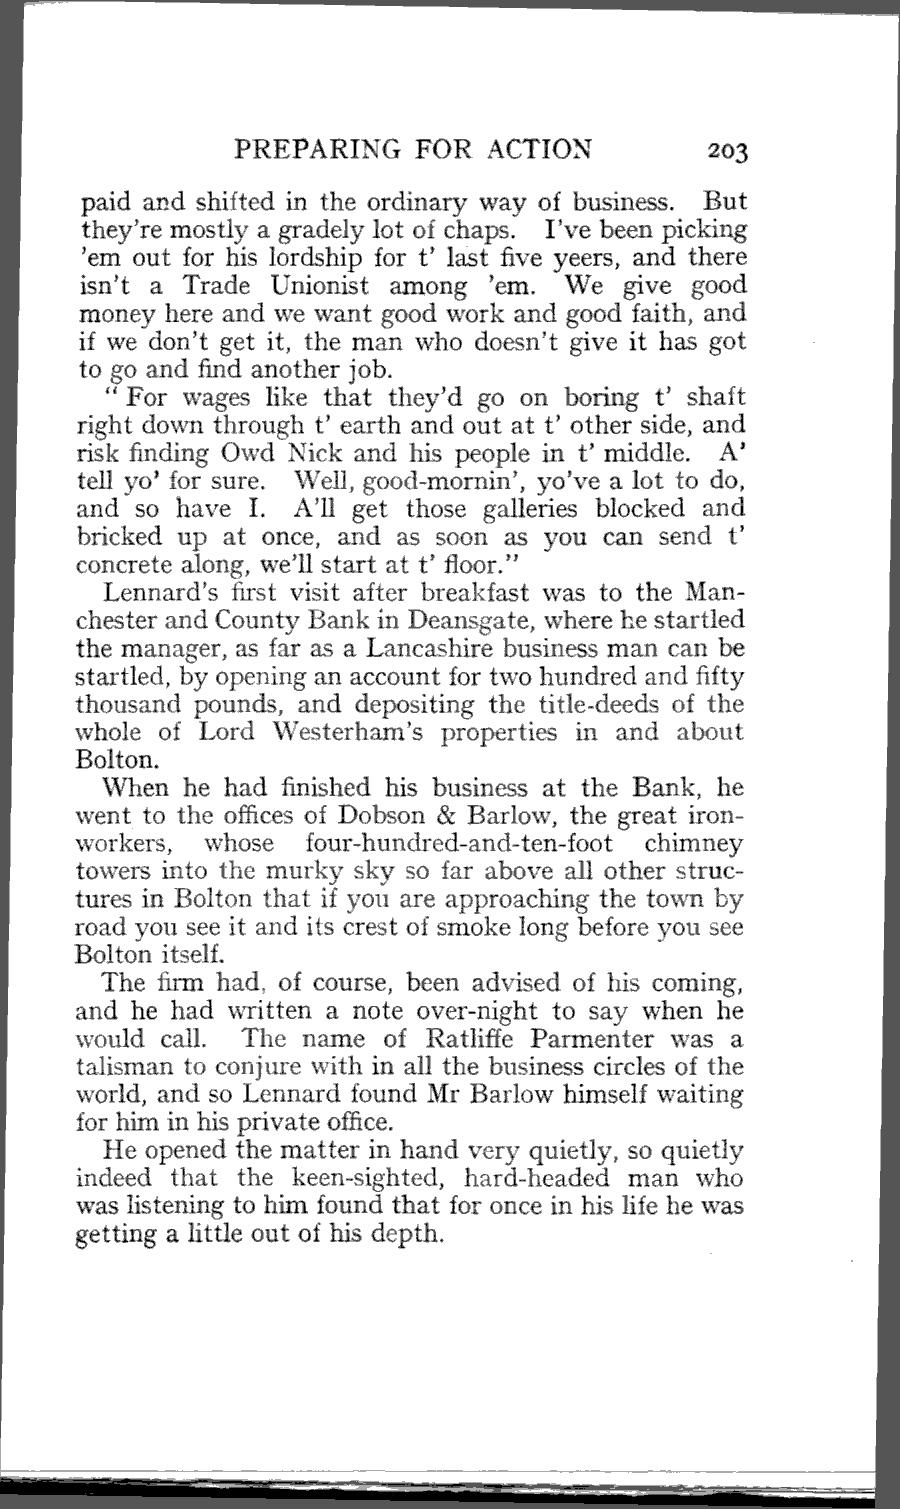 PREPARING FOR ACTION 203
paid and shifted in the ordinary way of business. But
they're mostly a gradely lot of chaps. I've been picking
'em out for his lordship for t' last five yeers, and there
isn't a Trade Unionist among 'em. We give good
money here and we want good work and good faith, and
if we don't get it, the man who doesn't give it has got
to go and find another job.
" For wages like that they'd go on boring t' shaft
right down through t' earth and out at t' other side, and
risk finding Owd Nick and his people in t' middle. A'
tell yo' for sure. Well, good-mornin', yo've a lot to do,
and so have I. A'll get those galleries blocked and
bricked up at once, and as soon as you can send t'
concrete along, we'll start at t' floor."
Lennard's first visit after breakfast was to the Man-
chester and County Bank in Deansgate, where he startled
the manager, as far as a Lancashire business man can be
startled, by opening an account for two hundred and fifty
thousand pounds, and depositing the title-deeds of the
whole of Lord Westerham's properties in and about
Bolton.
When he had finished his business at the Bank, he
went to the offices of Dobson & Barlow, the great iron-
workers, whose four-hundred-and-ten-foot chimney
towers into the murky sky so far above all other struc-
tures in Bolton that if you are approaching the town by
road you see it and its crest of smoke long before you see
Bolton itself.
The firm had, of course, been advised of his coming,
and he had written a note over-night to say when he
would call. The name of Ratliffe Parmenter was a
talisman to conjure with in all the business circles of the
world, and so Lennard found Mr Barlow himself waiting
for him in his private office.
He opened the matter in hand very quietly, so quietly
indeed that the keen-sighted, hard-headed man who
was listening to him found that for once in his life he was
getting a little out of his depth.